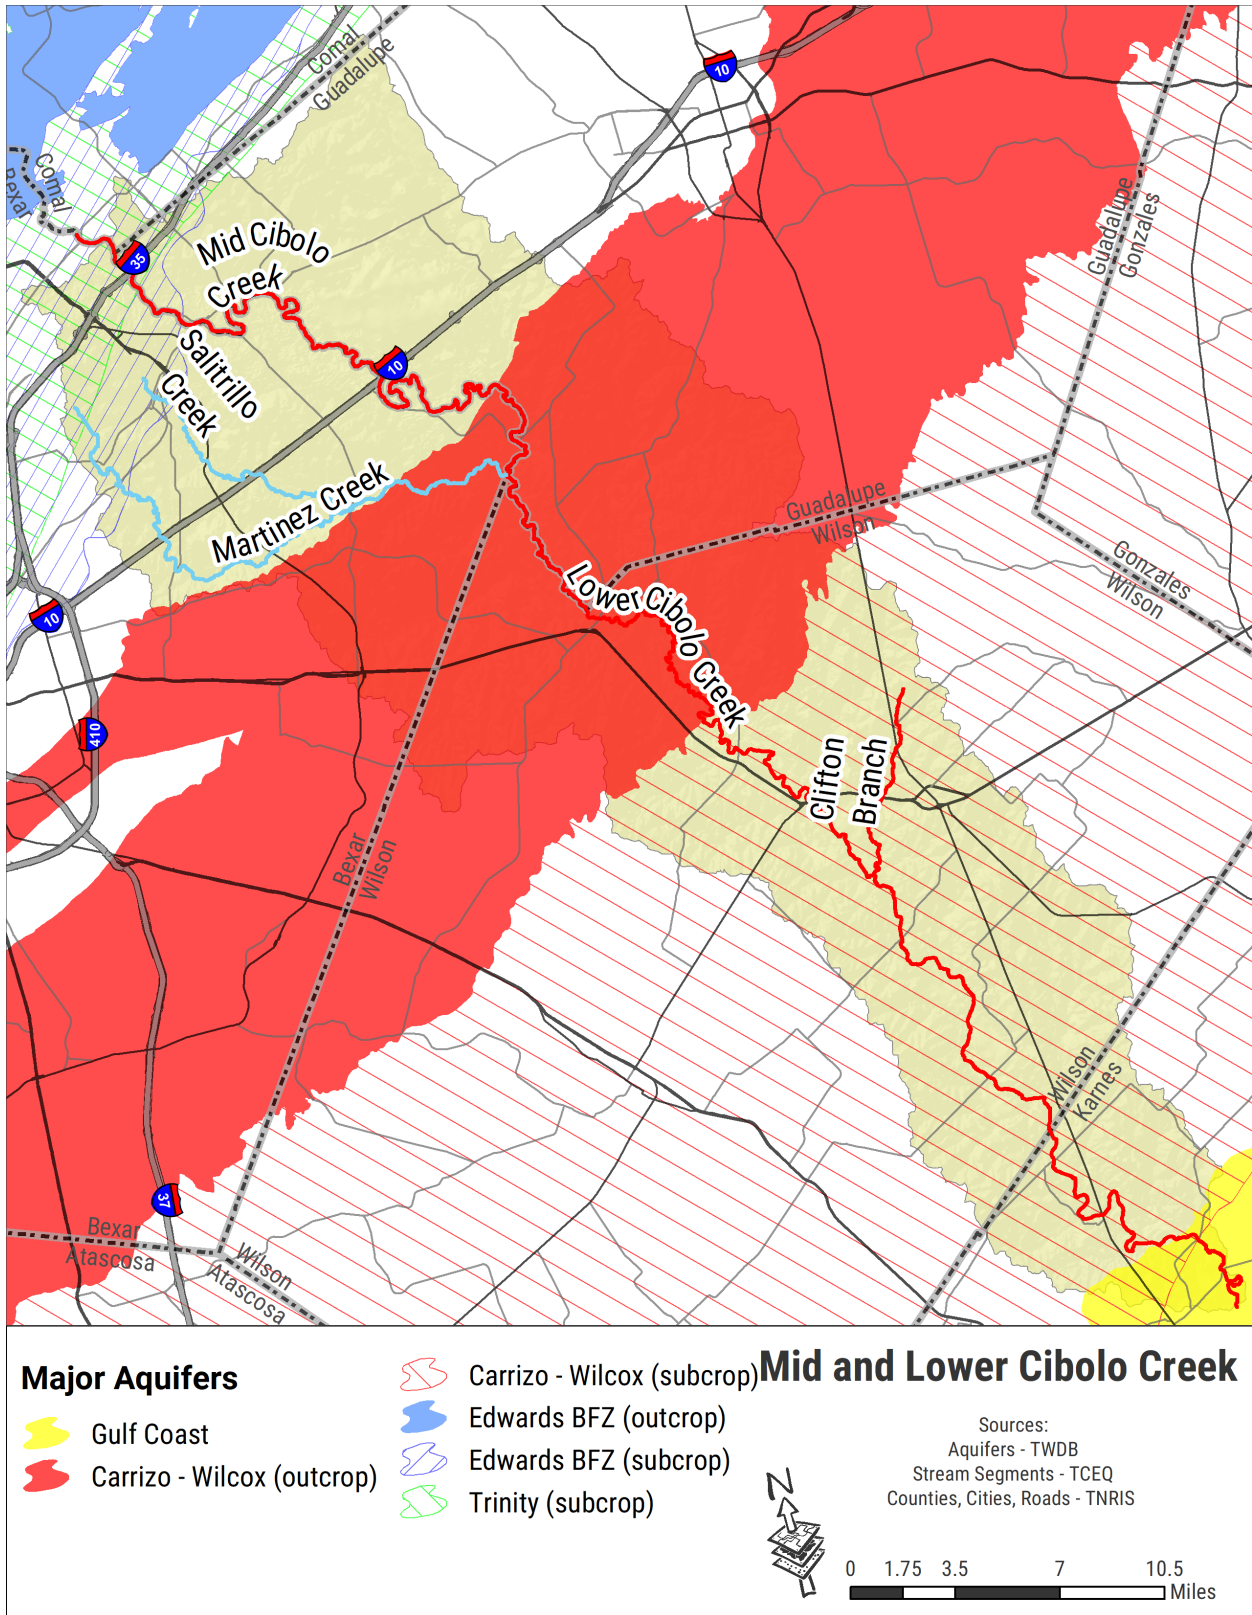 Comal
Guadalupe
10
Comal
Bexar
35
Mid Cibolo
Creek
Guadalupe
Gonzales
Salitrillo
Creek
10
Martinez Creek
Guadalupe
Wilson
Gonzales
Wilson
10
Lower Cibolo Creek
410
Clifton
Branch
Bexar
Wilson
Wilson
Karnes
37
Bexar
Atascosa
Wilson
Atascosa
Major Aquifers
Gulf Coast
Carrizo - Wilcox (outcrop)
Carrizo - Wilcox (subcrop)
Edwards BFZ (outcrop)
Edwards BFZ (subcrop)
Trinity (subcrop)
Mid and Lower Cibolo Creek
Sources:
Aquifers - TWDB
Stream Segments - TCEQ
Counties, Cities, Roads - TNRIS
N
0 1.75 3.5 7 10.5
Miles